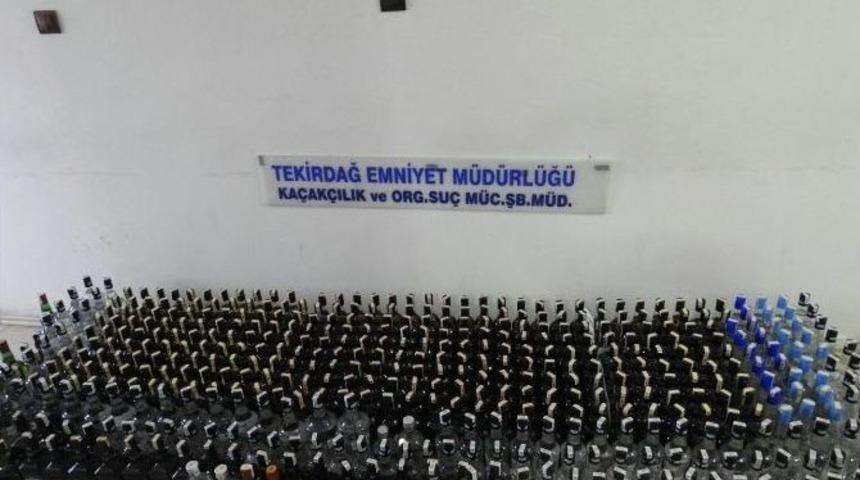 TEKİRDAĞ EMNİYET MÜDÜRLÜĞÜ
KAÇAKÇILIK ve ORG.SUÇ MÜC.ŞB.MÜD.